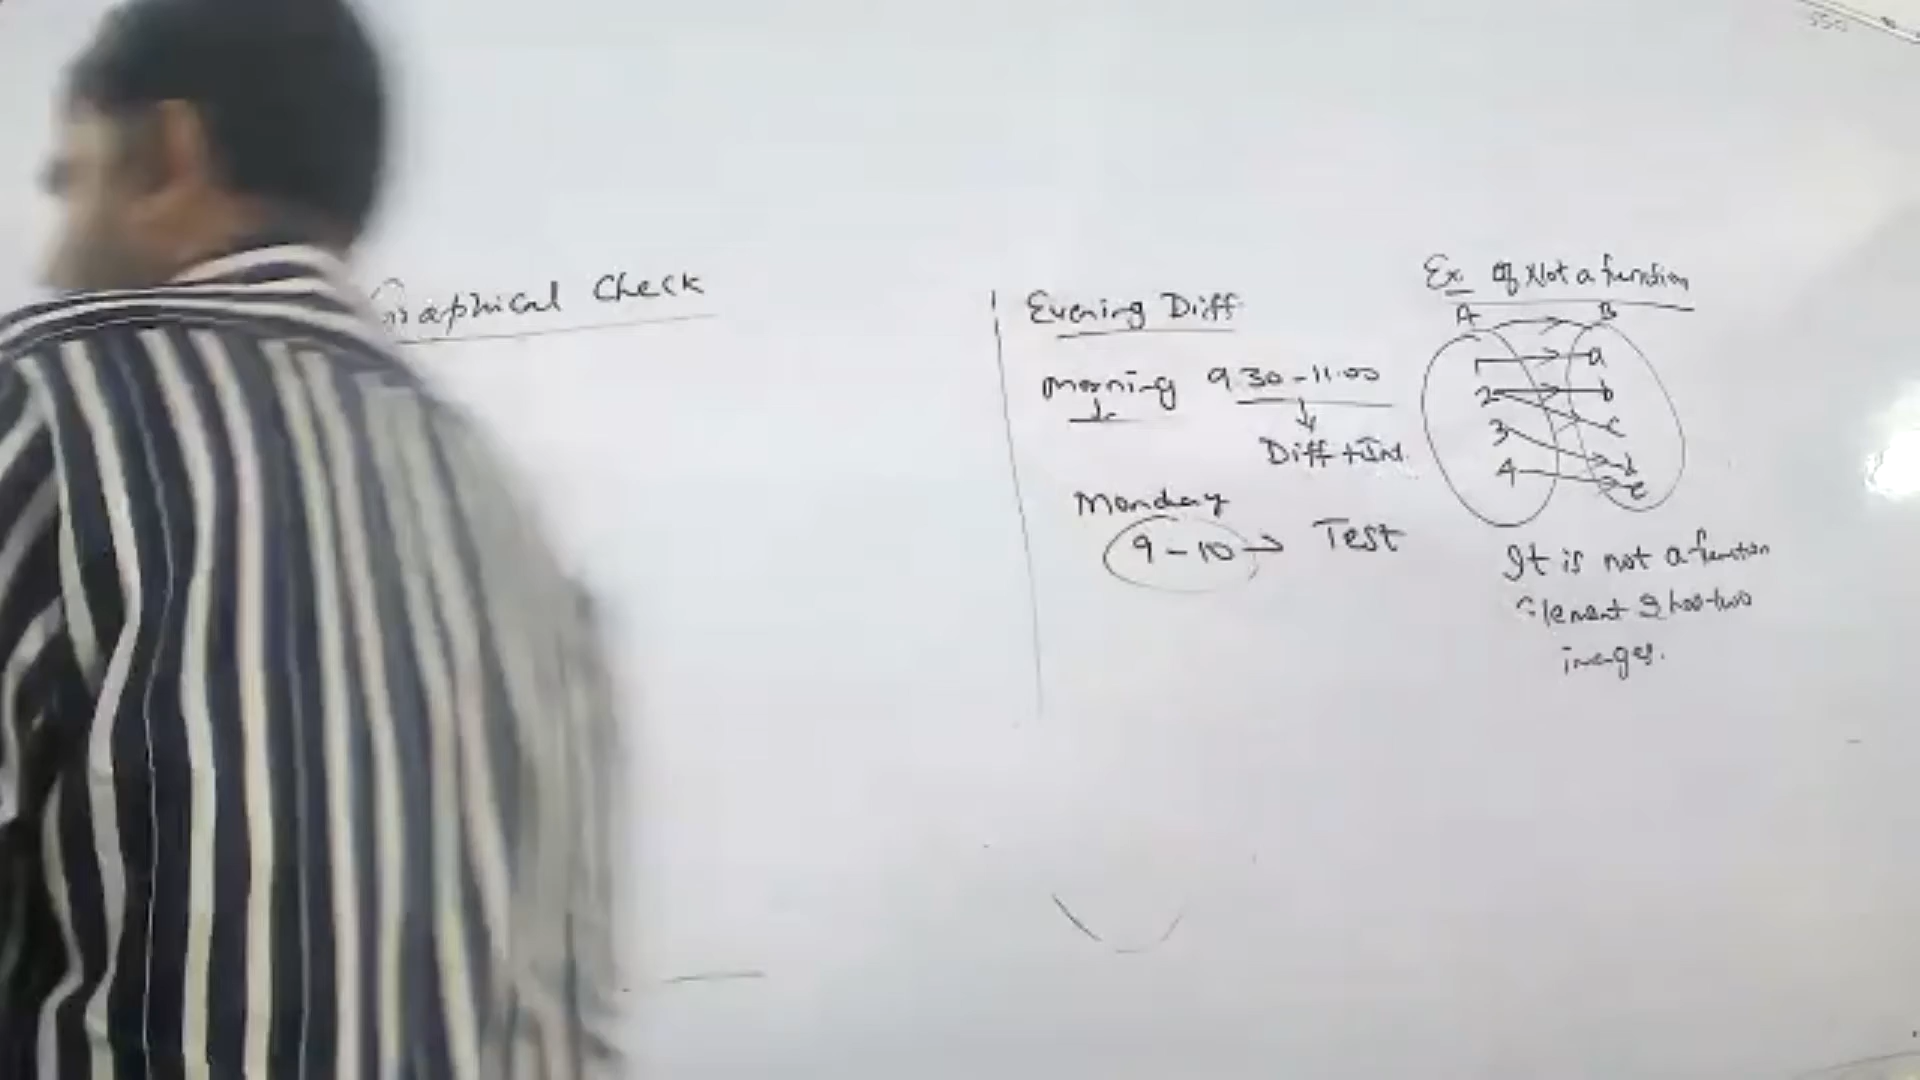 Graphical Check
Evening Diff
Morning 9.30-11.00
Diff + Int.
Monday
9-10 → Test
Ex of Not a function
A B
1 a
2 b
c
3 d
4 e
It is not a function
Element 2 has two
images.